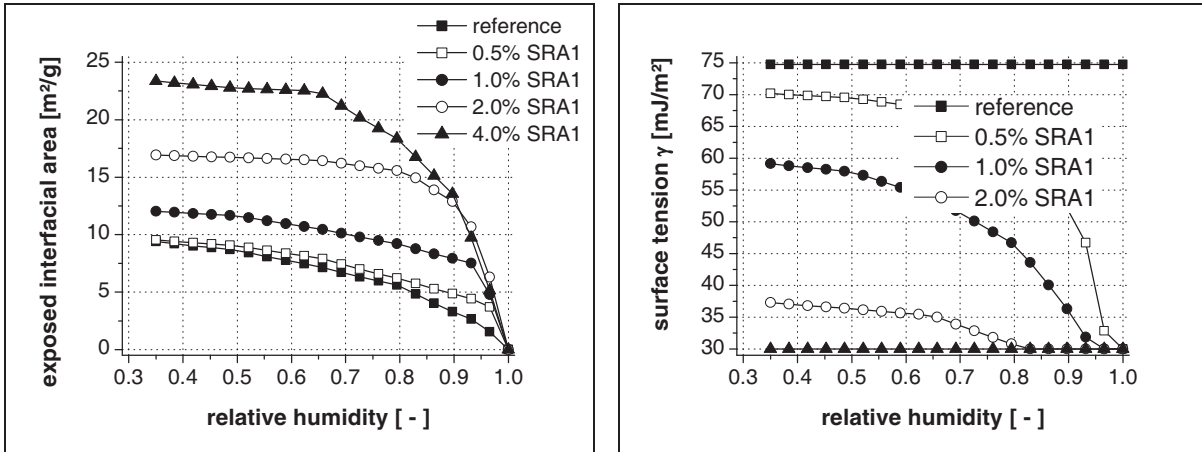 reference
0.5% SRA1
1.0% SRA1
2.0% SRA1
4.0% SRA1
exposed interfacial area [m²/g]
25
20
15
10
5
0
0.3 0.4 0.5 0.6 0.7 0.8 0.9 1.0
relative humidity [ - ]
surface tension γ [mJ/m²]
75
70
65
60
55
50
45
40
35
30
reference
0.5% SRA1
1.0% SRA1
2.0% SRA1
0.3 0.4 0.5 0.6 0.7 0.8 0.9 1.0
relative humidity [ - ]